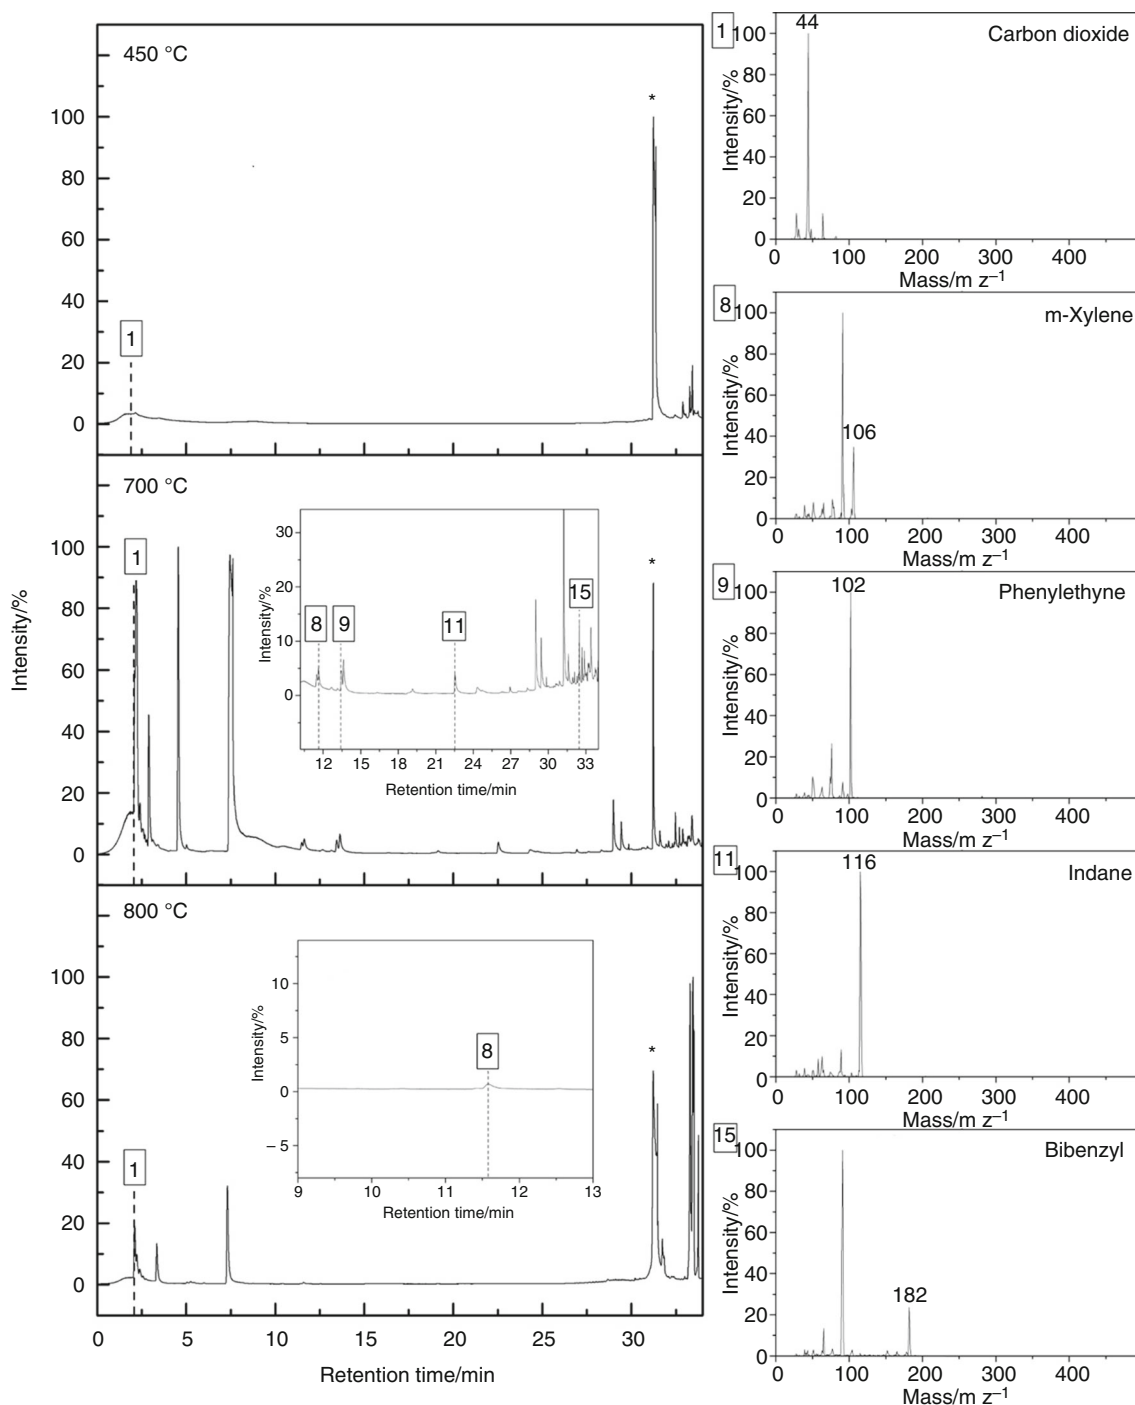 450 °C
*
1
100
80
60
40
20
0
700 °C
1
*
100
80
60
40
20
0
Intensity/%
30
20
10
0
Intensity/%
8
9
11
15
12 15 18 21 24 27 30 33
Retention time/min
800 °C
1
*
100
80
60
40
20
0
10
5
0
– 5
Intensity/%
8
9 10 11 12 13
Retention time/min
0 5 10 15 20 25 30
Retention time/min
1
Carbon dioxide
44
100
80
60
40
20
0
Intensity/%
0 100 200 300 400
Mass/m z⁻¹
8
m-Xylene
106
100
80
60
40
20
0
Intensity/%
0 100 200 300 400
Mass/m z⁻¹
9
Phenylethyne
102
100
80
60
40
20
0
Intensity/%
0 100 200 300 400
Mass/m z⁻¹
11
Indane
116
100
80
60
40
20
0
Intensity/%
0 100 200 300 400
Mass/m z⁻¹
15
Bibenzyl
182
100
80
60
40
20
0
Intensity/%
0 100 200 300 400
Mass/m z⁻¹